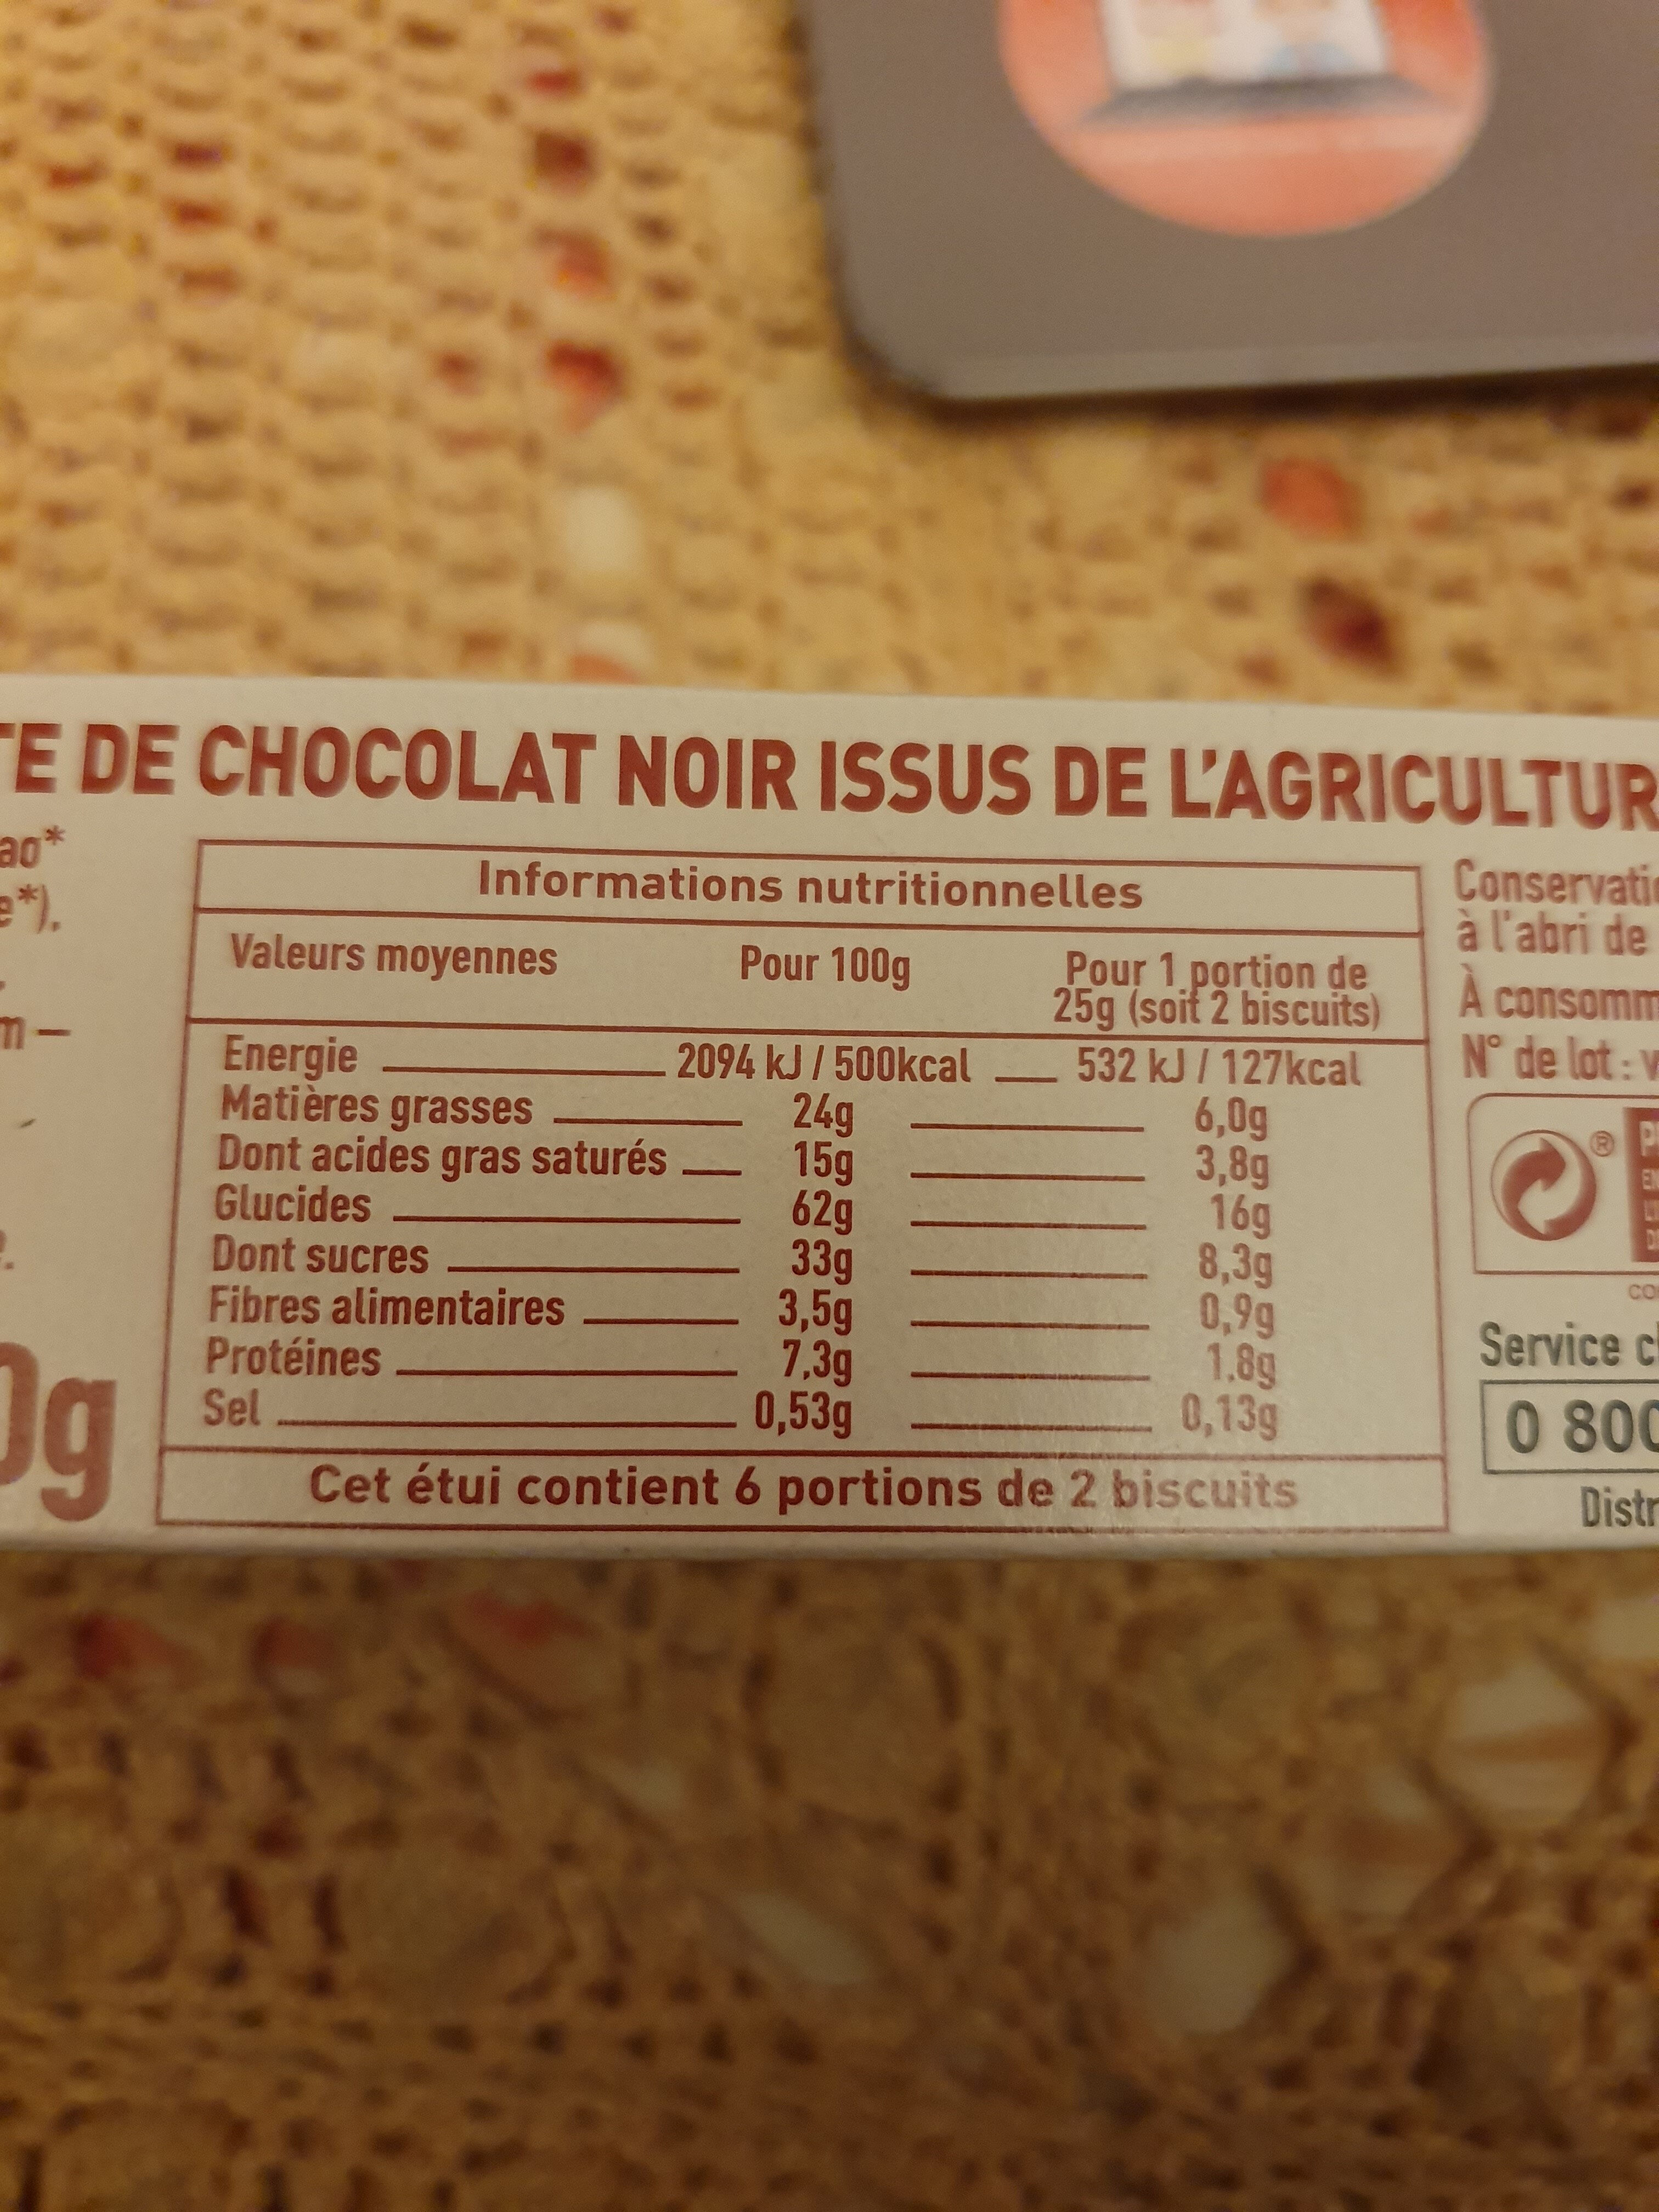 TE DE CHOCOLAT NOIR ISSUS DE L'AGRICULTUR
ao*
e*),
m –
0g
Informations nutritionnelles
Valeurs moyennes Pour 100g Pour 1 portion de 25g (soit 2 biscuits)
Energie 2094 kJ / 500kcal 532 kJ / 127kcal
Matières grasses 24g 6,0g
Dont acides gras saturés 15g 3,8g
Glucides 62g 16g
Dont sucres 33g 8,3g
Fibres alimentaires 3,5g 0,9g
Protéines 7,3g 1.8g
Sel 0,53g 0,13g
Cet étui contient 6 portions de 2 biscuits
Conservati
à l'abri de
À consomm
N° de lot : v
®
Service cl
0 800
Distr